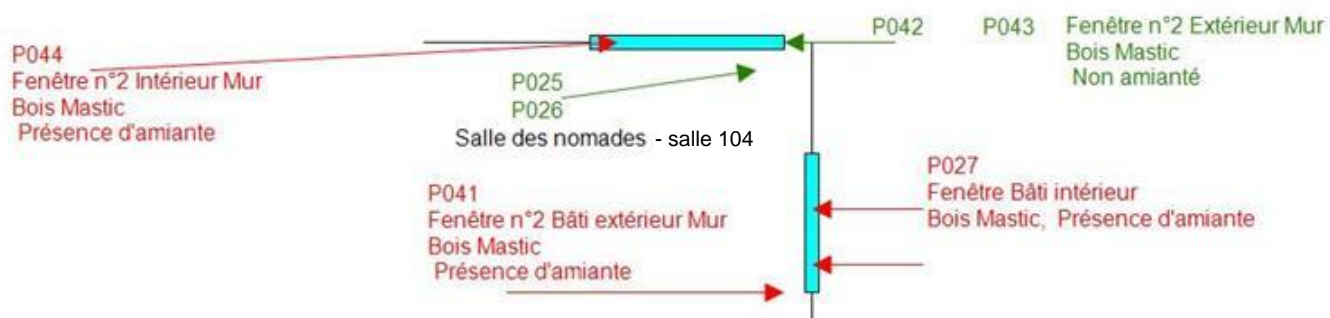 P044
Fenêtre n°2 Intérieur Mur
Bois Mastic
Présence d'amiante
P025
P026
Salle des nomades - salle 104
P042 P043 Fenêtre n°2 Extérieur Mur
Bois Mastic
Non amianté
P041
Fenêtre n°2 Bâti extérieur Mur
Bois Mastic
Présence d'amiante
P027
Fenêtre Bâti intérieur
Bois Mastic, Présence d'amiante